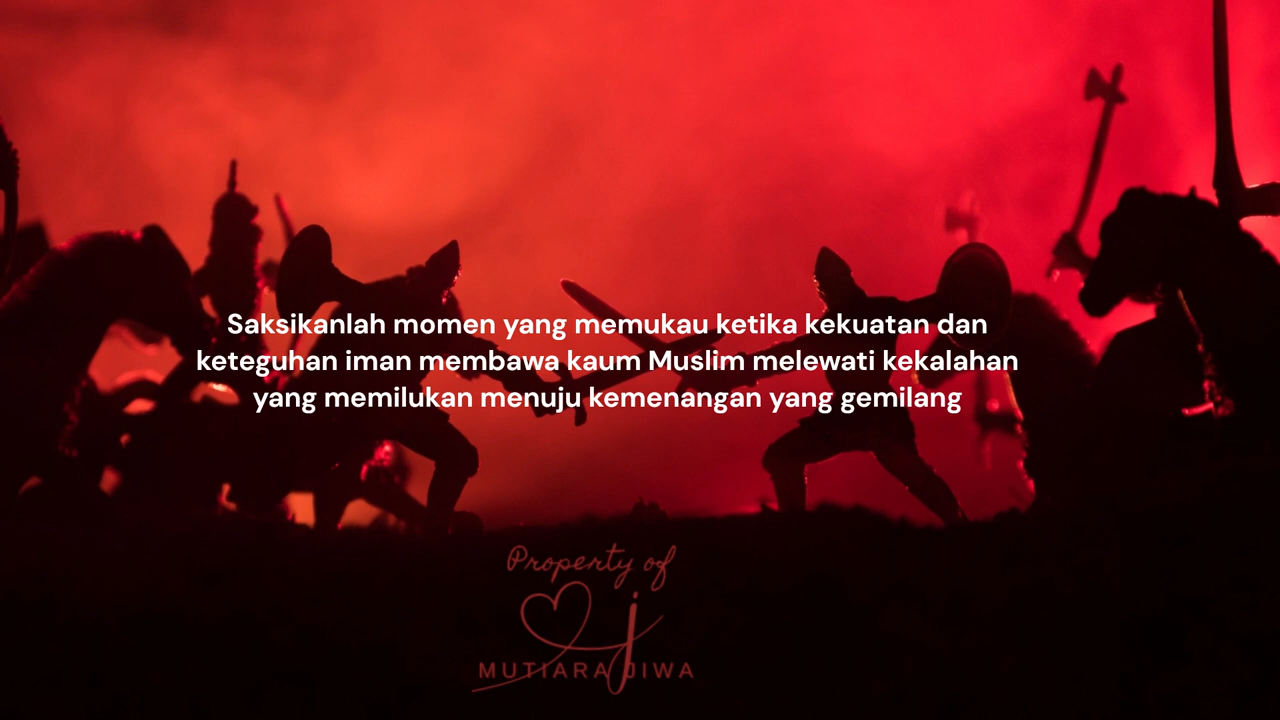 Saksikanlah momen yang memukau ketika kekuatan dan
keteguhan iman membawa kaum Muslim melewati kekalahan
yang memilukan menuju kemenangan yang gemilang
Property of
j
MUTIARA JIWA